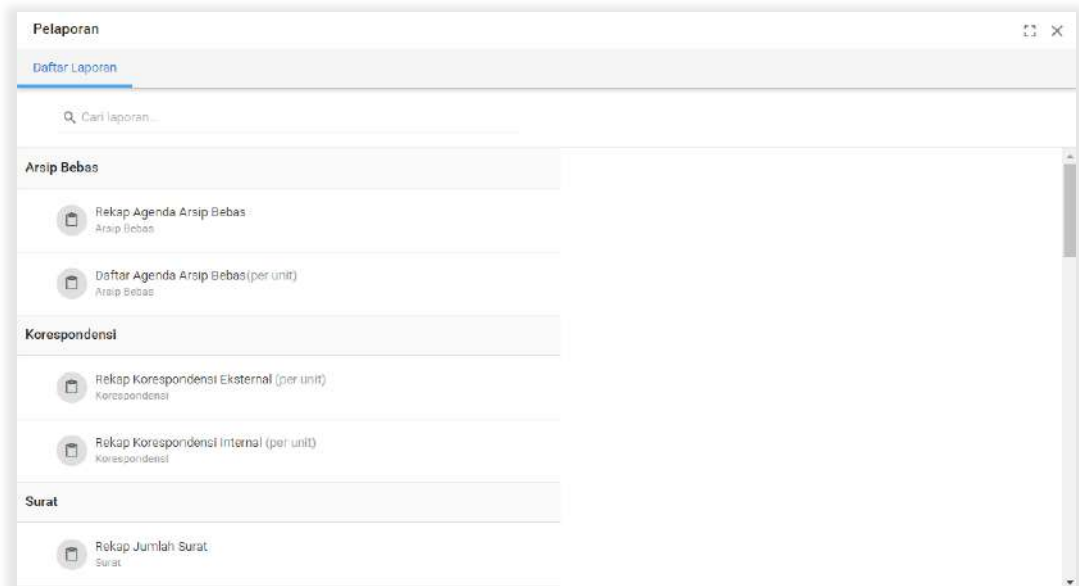 Pelaporan
Daftar Laporan
Cari laporan...
Arsip Bebas
Rekap Agenda Arsip Bebas
Arsip Bebas
Daftar Agenda Arsip Bebas(per unit)
Arsip Bebas
Korespondensi
Rekap Korespondensi Eksternal (per unit)
Korespondensi
Rekap Korespondensi Internal (per unit)
Korespondensi
Surat
Rekap Jumlah Surat
Surat